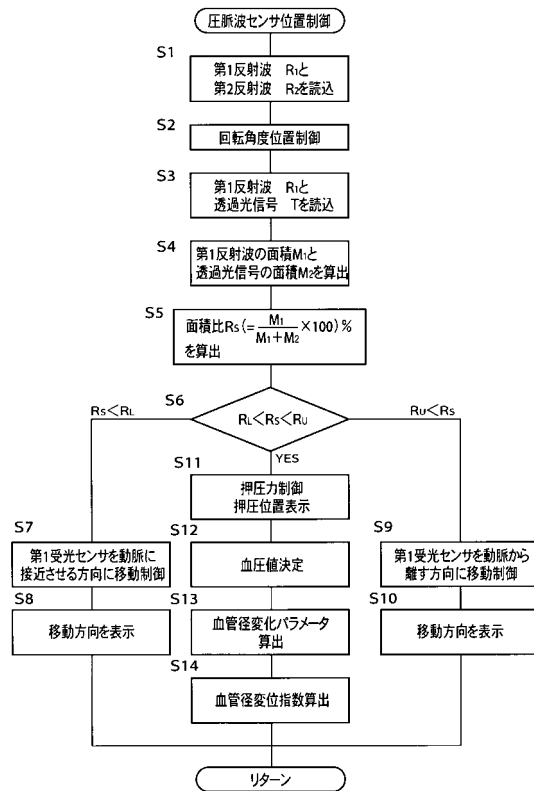 圧脈波センサ位置制御
S1
第1反射波 R1と
第2反射波 R2を読込
S2
回転角度位置制御
S3
第1反射波 R1と
透過光信号 Tを読込
S4
第1反射波の面積M1と
透過光信号の面積M2を算出
S5
面積比RS(=M1/M1+M2×100)%
を算出
S6
RS<RL
RL<RS<RU
RU<RS
YES
S11
押圧力制御
押圧位置表示
S7
第1受光センサを動脈に
接近させる方向に移動制御
S12
血圧値決定
S9
第1受光センサを動脈から
離す方向に移動制御
S8
移動方向を表示
S13
血管径変化パラメータ
算出
S10
移動方向を表示
S14
血管径変位指数算出
リターン